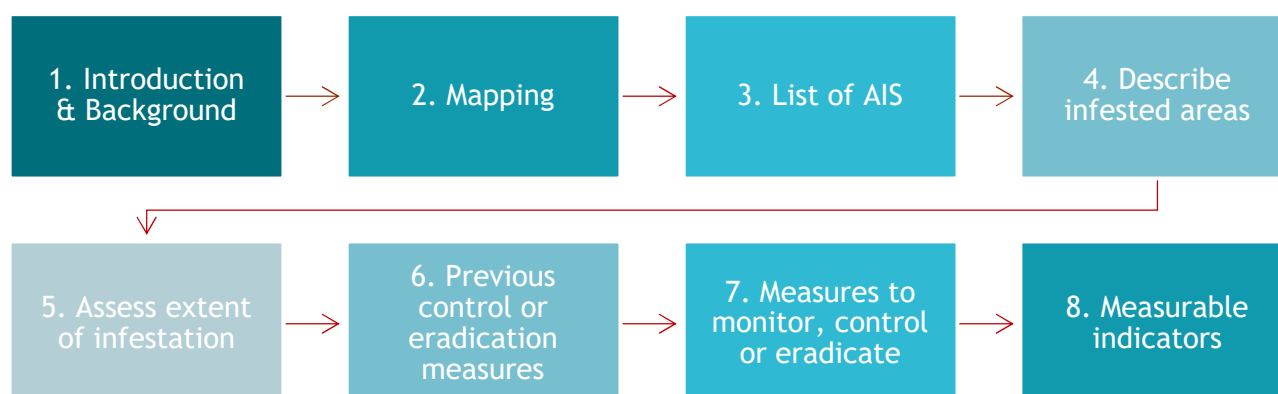 1. Introduction
& Background
2. Mapping
3. List of AIS
4. Describe
infested areas
5. Assess extent
of infestation
6. Previous
control or
eradication
measures
7. Measures to
monitor, control
or eradicate
8. Measurable
indicators